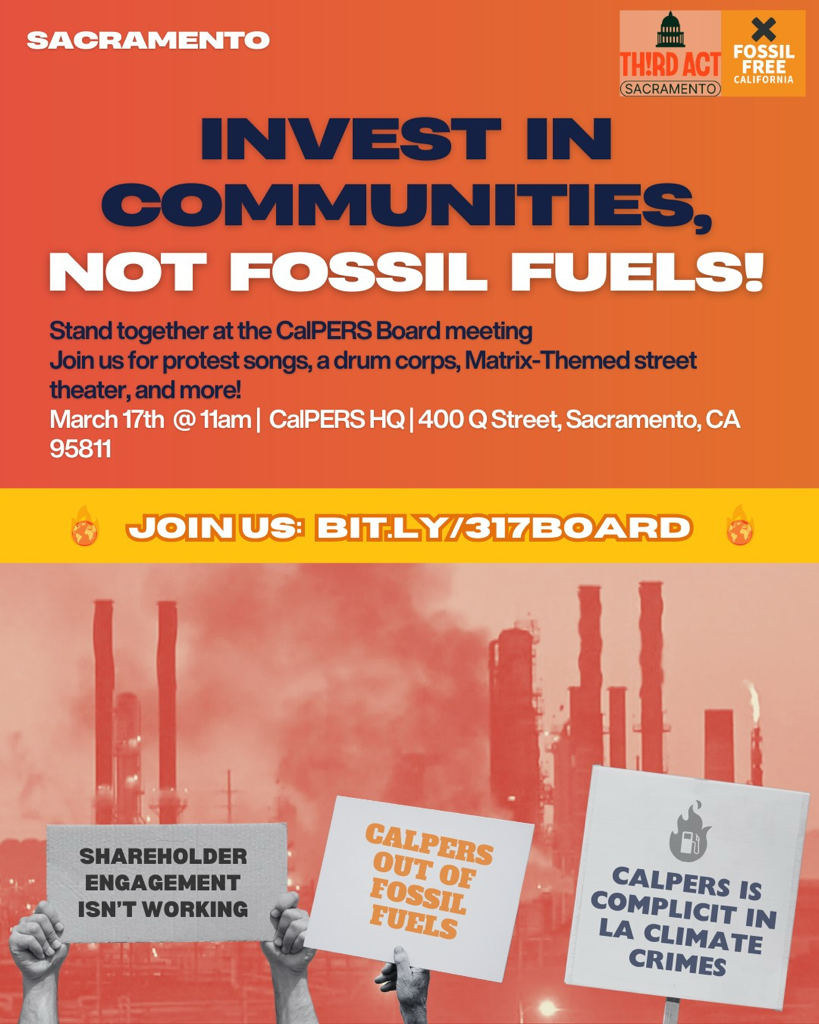 SACRAMENTO
TH!RD ACT
SACRAMENTO
FOSSIL
FREE
CALIFORNIA
INVEST IN
COMMUNITIES,
NOT FOSSIL FUELS!
Stand together at the CalPERS Board meeting
Join us for protest songs, a drum corps, Matrix-Themed street
theater, and more!
March 17th @ 11am | CalPERS HQ | 400 Q Street, Sacramento, CA
95811
JOIN US: BIT.LY/317BOARD
SHAREHOLDER
ENGAGEMENT
ISN'T WORKING
CALPERS
OUT OF
FOSSIL
FUELS
CALPERS IS
COMPLICIT IN
LA CLIMATE
CRIMES